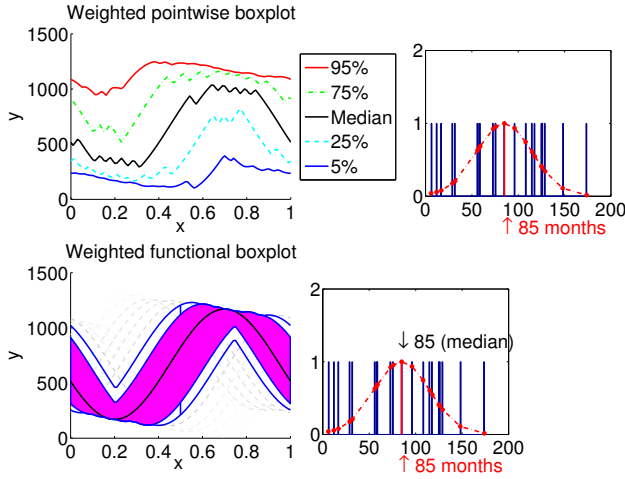 Weighted pointwise boxplot
1500
1000
500
0
y
0 0.2 0.4 0.6 0.8 1
x
95%
75%
Median
25%
5%
2
1
0
0 50 100 150 200
↑ 85 months
Weighted functional boxplot
1500
1000
500
0
y
0 0.2 0.4 0.6 0.8 1
x
2
1
0
↓ 85 (median)
0 50 100 150 200
↑ 85 months